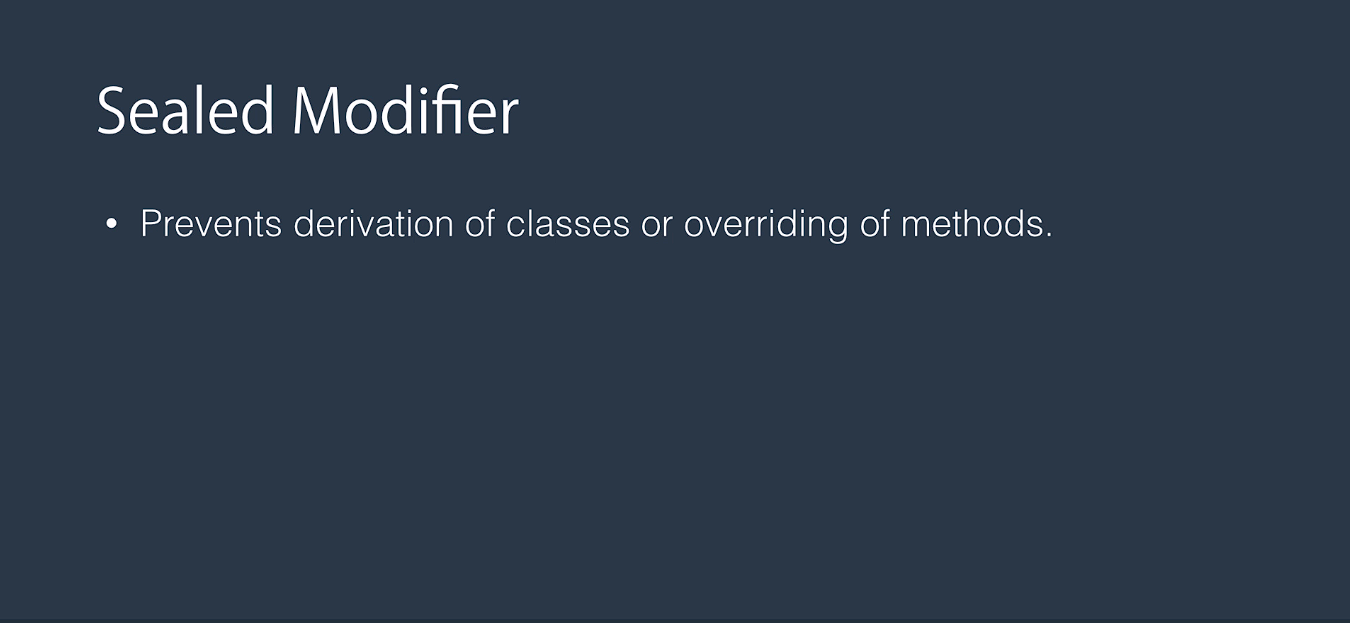 Sealed Modifier
• Prevents derivation of classes or overriding of methods.